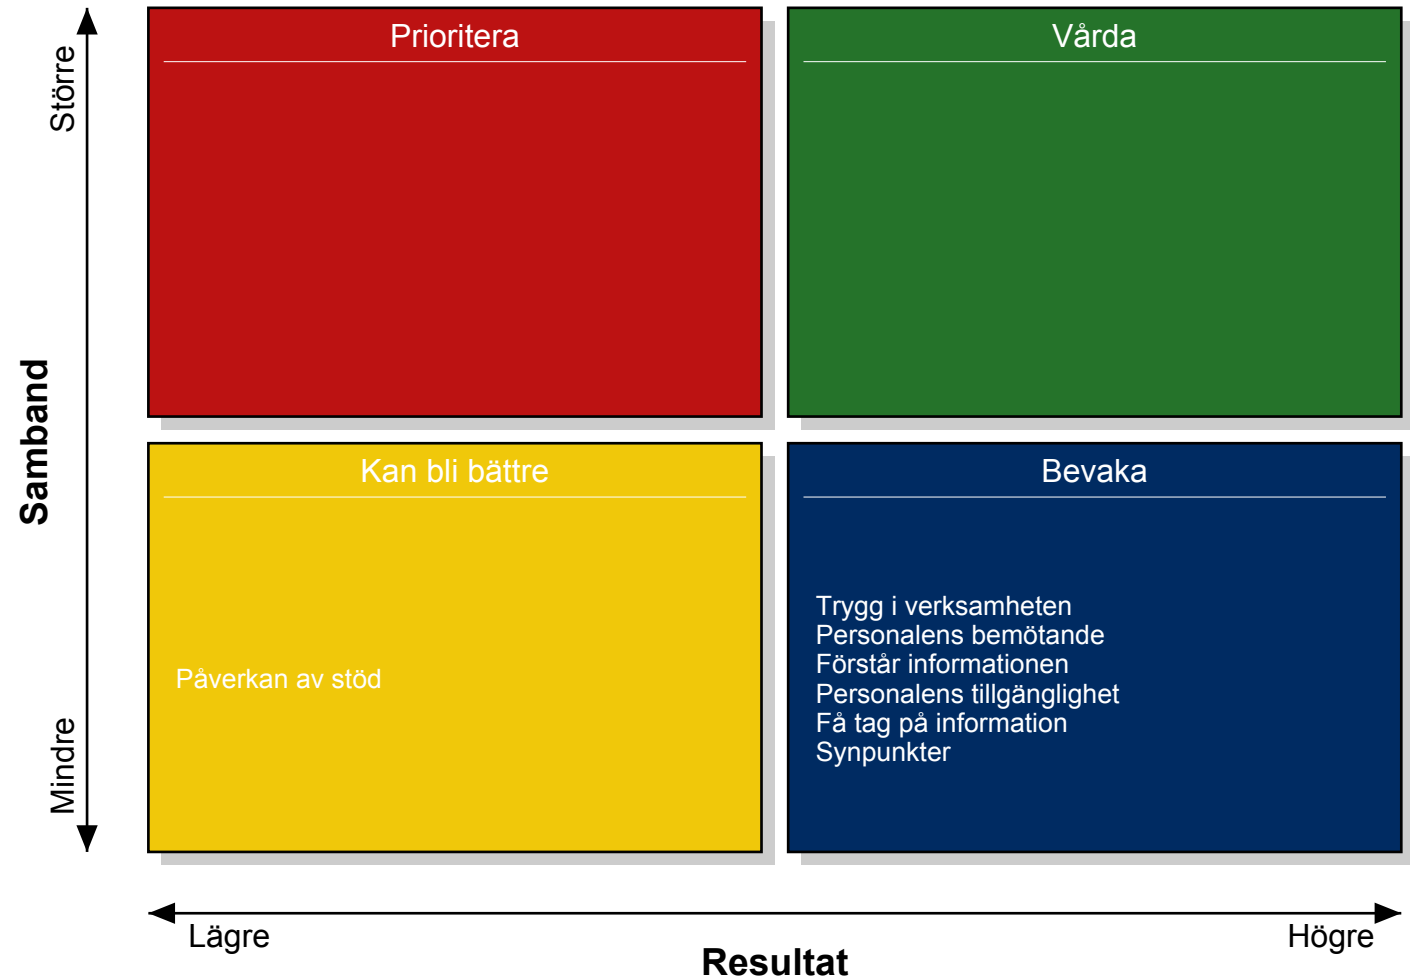 Större
Samband
Mindre
Prioritera
Vårda
Kan bli bättre
Påverkan av stöd
Bevaka
Trygg i verksamheten
Personalens bemötande
Förstår informationen
Personalens tillgänglighet
Få tag på information
Synpunkter
Lägre
Resultat
Högre